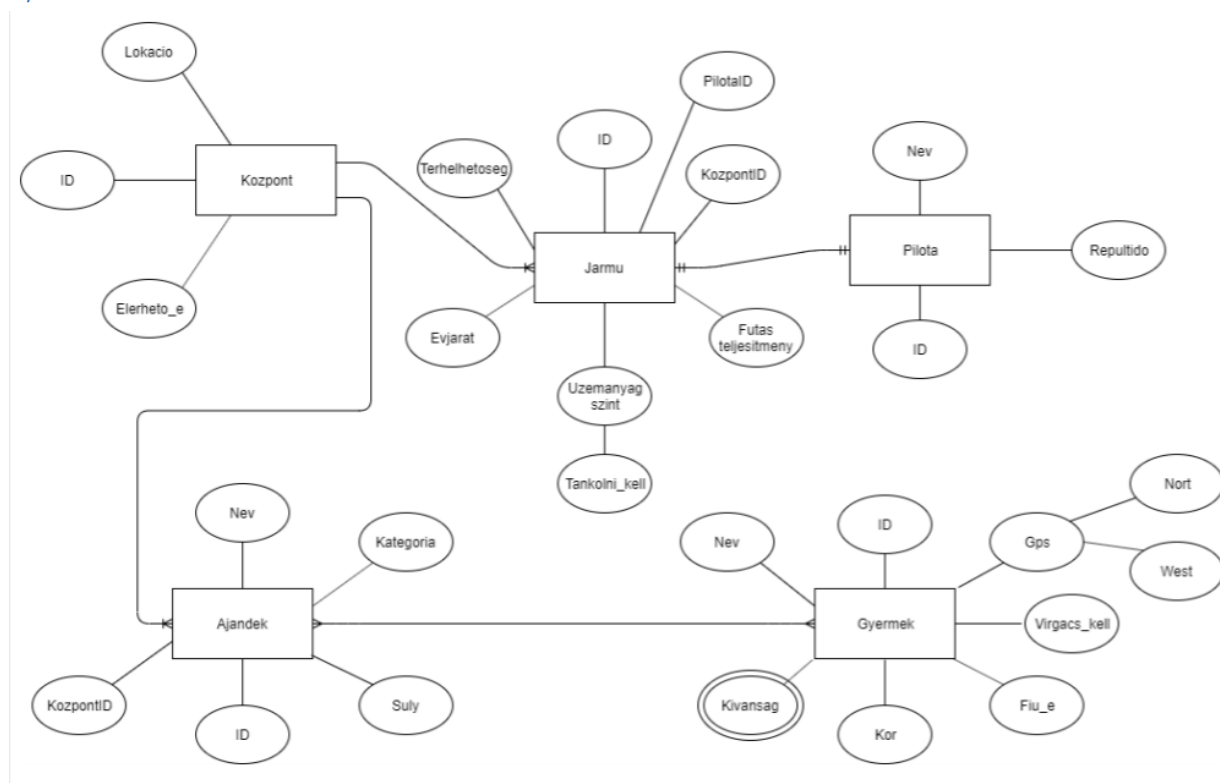 Lokacio
PilotaID
ID
Nev
Terhelhetoseg
KozpontID
ID
Kozpont
Jarmu
Pilota
Repultido
Elerheto_e
Evjarat
Futas
teljesitmeny
ID
Uzemanyag
szint
Tankolni_kell
Nev
Kategoria
Nev
ID
Gps
Nort
West
Ajandek
Gyermek
Virgacs_kell
KozpontID
ID
Suly
Kivansag
Kor
Fiu_e